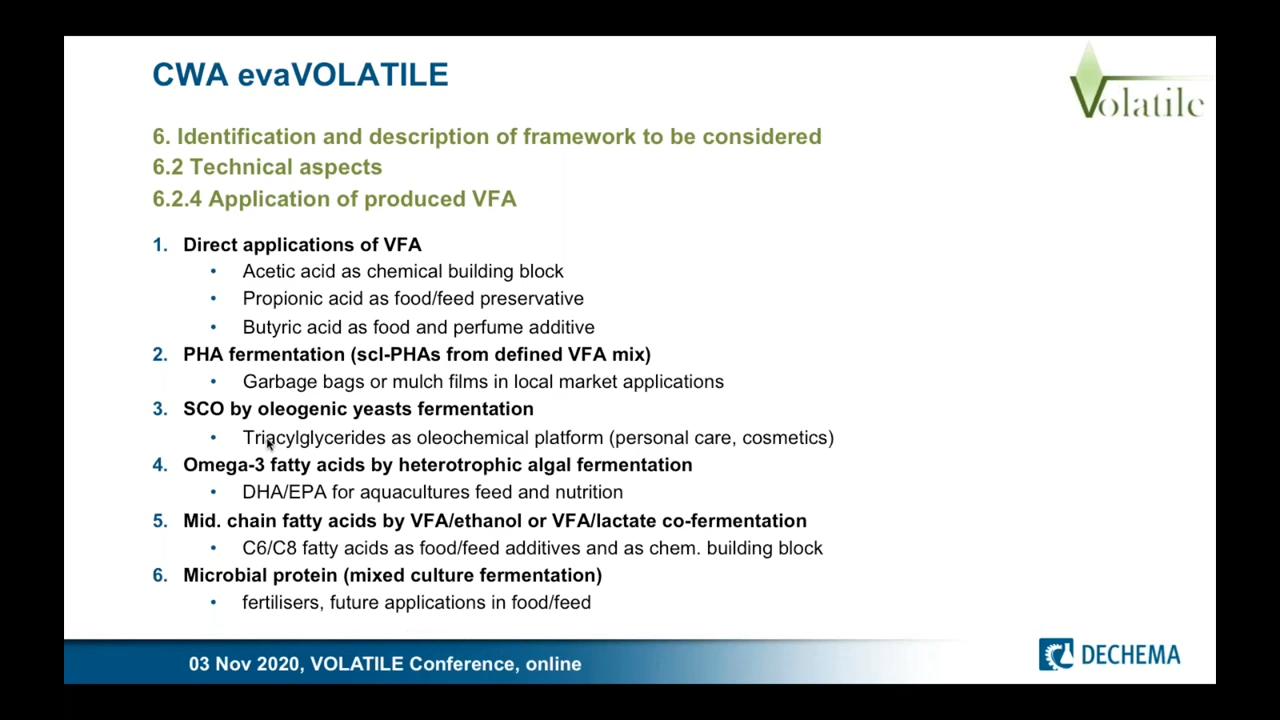 CWA evaVOLATILE
Volatile
6. Identification and description of framework to be considered
6.2 Technical aspects
6.2.4 Application of produced VFA
1. Direct applications of VFA
• Acetic acid as chemical building block
• Propionic acid as food/feed preservative
• Butyric acid as food and perfume additive
2. PHA fermentation (scl-PHAs from defined VFA mix)
• Garbage bags or mulch films in local market applications
3. SCO by oleogenic yeasts fermentation
• Triacylglycerides as oleochemical platform (personal care, cosmetics)
4. Omega-3 fatty acids by heterotrophic algal fermentation
• DHA/EPA for aquacultures feed and nutrition
5. Mid. chain fatty acids by VFA/ethanol or VFA/lactate co-fermentation
• C6/C8 fatty acids as food/feed additives and as chem. building block
6. Microbial protein (mixed culture fermentation)
• fertilisers, future applications in food/feed
03 Nov 2020, VOLATILE Conference, online
DECHEMA